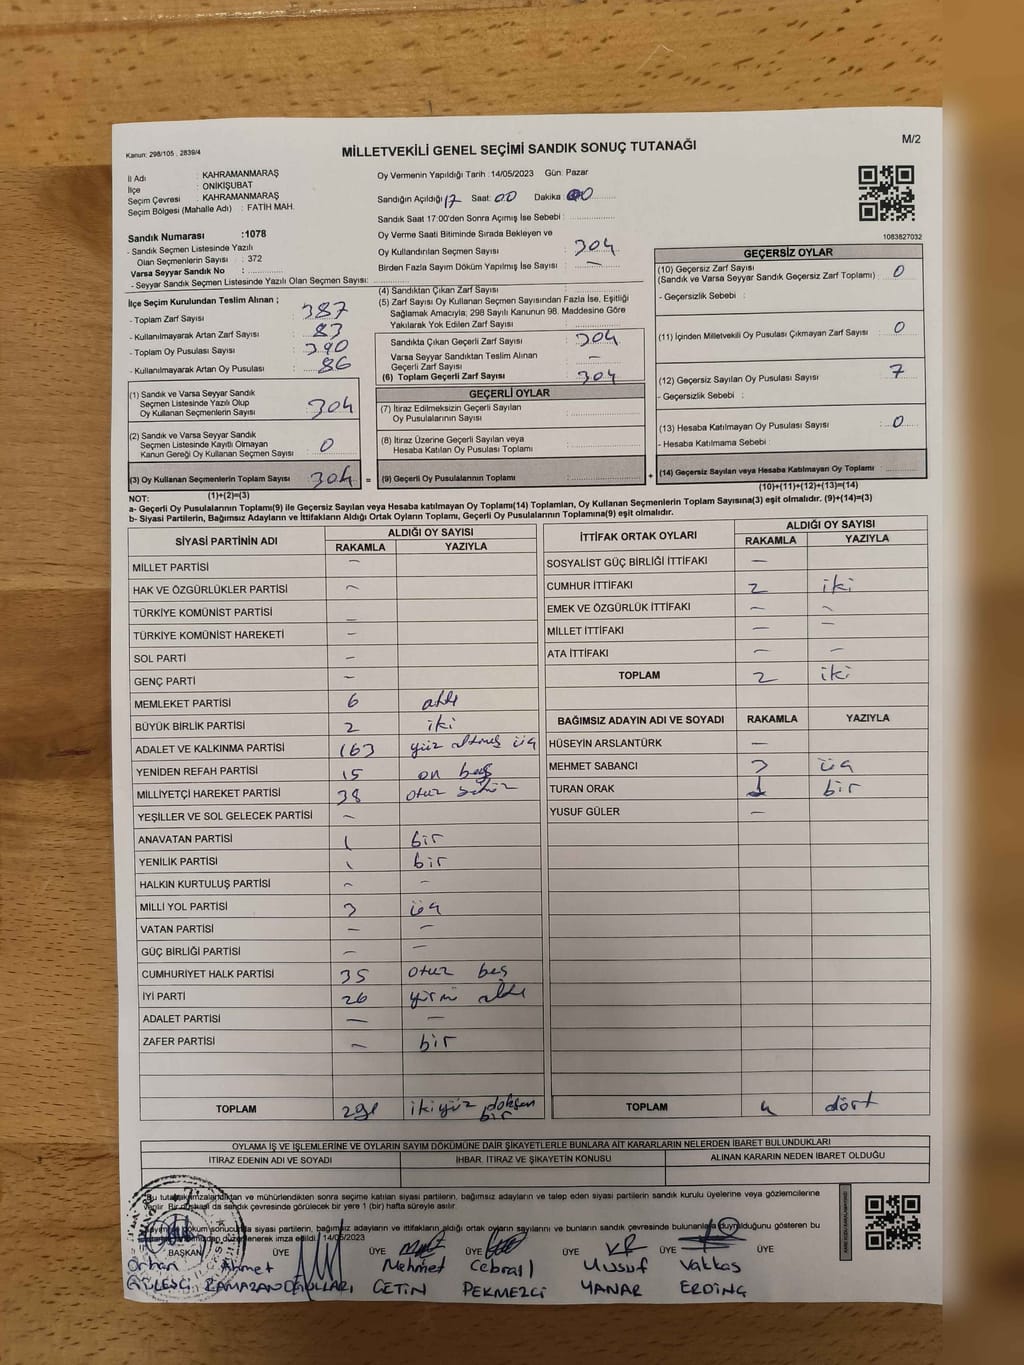 Kanun: 298/105 , 2839/4
MİLLETVEKİLİ GENEL SEÇİMİ SANDIK SONUÇ TUTANAĞI
M/2
İl Adı : KAHRAMANMARAŞ
İlçe : ONİKİŞUBAT
Seçim Çevresi : KAHRAMANMARAŞ
Seçim Bölgesi (Mahalle Adı) : FATİH MAH.
Oy Vermenin Yapıldığı Tarih : 14/05/2023 Gün: Pazar
Sandığın Açıldığı 17 Saat: 00 Dakika 00
Sandık Saat 17:00'den Sonra Açımış İse Sebebi :
1083827032
Sandık Numarası :1078
- Sandık Seçmen Listesinde Yazılı
Olan Seçmenlerin Sayısı : 372
Varsa Seyyar Sandık No :
- Seyyar Sandık Seçmen Listesinde Yazılı Olan Seçmen Sayısı:
Oy Verme Saati Bitiminde Sırada Bekleyen ve
Oy Kullandırılan Seçmen Sayısı : 304
Birden Fazla Sayım Döküm Yapılmış İse Sayısı : —
İlçe Seçim Kurulundan Teslim Alınan ;
- Toplam Zarf Sayısı : 387
- Kullanılmayarak Artan Zarf Sayısı : 83
- Toplam Oy Pusulası Sayısı : 390
- Kullanılmayarak Artan Oy Pusulası : 86
(1) Sandık ve Varsa Seyyar Sandık
Seçmen Listesinde Yazılı Olup
Oy Kullanan Seçmenlerin Sayısı : 304
(2) Sandık ve Varsa Seyyar Sandık
Seçmen Listesinde Kayıtlı Olmayan
Kanun Gereği Oy Kullanan Seçmen Sayısı : 0
(3) Oy Kullanan Seçmenlerin Toplam Sayısı : 304 =
(1)+(2)=(3)
(4) Sandıktan Çıkan Zarf Sayısı :
(5) Zarf Sayısı Oy Kullanan Seçmen Sayısından Fazla İse, Eşitliği
Sağlamak Amacıyla, 298 Sayılı Kanunun 98. Maddesine Göre
Yakılarak Yok Edilen Zarf Sayısı :
Sandıkta Çıkan Geçerli Zarf Sayısı : 304
Varsa Seyyar Sandıktan Teslim Alınan
Geçerli Zarf Sayısı : —
(6) Toplam Geçerli Zarf Sayısı : 304
GEÇERLİ OYLAR
(7) İtiraz Edilmeksizin Geçerli Sayılan
Oy Pusulalarının Sayısı :
(8) İtiraz Üzerine Geçerli Sayılan veya
Hesaba Katılan Oy Pusulası Toplamı :
(9) Geçerli Oy Pusulalarının Toplamı : +
GEÇERSİZ OYLAR
(10) Geçersiz Zarf Sayısı
(Sandık ve Varsa Seyyar Sandık Geçersiz Zarf Toplamı) : 0
- Geçersizlik Sebebi :
(11) İçinden Milletvekili Oy Pusulası Çıkmayan Zarf Sayısı : 0
(12) Geçersiz Sayılan Oy Pusulası Sayısı : 7
- Geçersizlik Sebebi :
(13) Hesaba Katılmayan Oy Pusulası Sayısı : 0
- Hesaba Katılmama Sebebi :
(14) Geçersiz Sayılan veya Hesaba Katılmayan Oy Toplamı :
(10)+(11)+(12)+(13)=(14)
NOT:
a- Geçerli Oy Pusulalarının Toplamı(9) ile Geçersiz Sayılan veya Hesaba katılmayan Oy Toplamı(14) Toplamları, Oy Kullanan Seçmenlerin Toplam Sayısına(3) eşit olmalıdır. (9)+(14)=(3)
b- Siyasi Partilerin, Bağımsız Adayların ve İttifakların Aldığı Ortak Oyların Toplamı, Geçerli Oy Pusulalarının Toplamına(9) eşit olmalıdır.
SİYASİ PARTİNİN ADI
ALDIĞI OY SAYISI
RAKAMLA YAZIYLA
MİLLET PARTİSİ —
HAK VE ÖZGÜRLÜKLER PARTİSİ —
TÜRKİYE KOMÜNİST PARTİSİ —
TÜRKİYE KOMÜNİST HAREKETİ —
SOL PARTİ —
GENÇ PARTİ —
MEMLEKET PARTİSİ 6 altı
BÜYÜK BİRLİK PARTİSİ 2 iki
ADALET VE KALKINMA PARTİSİ 163 yüz altmış üç
YENİDEN REFAH PARTİSİ 15 on beş
MİLLİYETÇİ HAREKET PARTİSİ 38 otuz sekiz
YEŞİLLER VE SOL GELECEK PARTİSİ —
ANAVATAN PARTİSİ 1 bir
YENİLİK PARTİSİ 1 bir
HALKIN KURTULUŞ PARTİSİ — —
MİLLİ YOL PARTİSİ 3 üç
VATAN PARTİSİ — —
GÜÇ BİRLİĞİ PARTİSİ — —
CUMHURİYET HALK PARTİSİ 35 otuz beş
İYİ PARTİ 26 yirmi altı
ADALET PARTİSİ — —
ZAFER PARTİSİ — bir
TOPLAM 291 ikiyüz doksan bir
İTTİFAK ORTAK OYLARI
ALDIĞI OY SAYISI
RAKAMLA YAZIYLA
SOSYALİST GÜÇ BİRLİĞİ İTTİFAKI —
CUMHUR İTTİFAKI 2 iki
EMEK VE ÖZGÜRLÜK İTTİFAKI — —
MİLLET İTTİFAKI — —
ATA İTTİFAKI — —
TOPLAM 2 iki
BAĞIMSIZ ADAYIN ADI VE SOYADI RAKAMLA YAZIYLA
HÜSEYİN ARSLANTÜRK —
MEHMET SABANCI 3 üç
TURAN ORAK 1 bir
YUSUF GÜLER —
TOPLAM 4 dört
OYLAMA İŞ VE İŞLEMLERİNE VE OYLARIN SAYIM DÖKÜMÜNE DAİR ŞİKAYETLERLE BUNLARA AİT KARARLARIN NELERDEN İBARET BULUNDUKLARI
İTİRAZ EDENİN ADI VE SOYADI
İHBAR, İTİRAZ VE ŞİKAYETİN KONUSU
ALINAN KARARIN NEDEN İBARET OLDUĞU
Bu tutanak imzalandıktan ve mühürlendikten sonra seçime katılan siyasi partilerin, bağımsız adayların ve talep eden siyasi partilerin sandık kurulu üyelerine veya gözlemcilerine
verilir. Bir da sandık çevresinde görülecek bir yere 1 (bir) hafta süreyle asılır.
döküm sonucunda siyasi partilerin, bağımsız adayların ve ittifakların aldığı ortak oyların sayılarını ve bunların sandık çevresinde bulunanlara duyrulduğunu gösteren bu
düzenlenerek imza edildi. 14/05/2023
BAŞKAN ÜYE ÜYE ÜYE ÜYE ÜYE ÜYE
Orhan Ahmet Mehmet Cebrail Yusuf Vakkas
GÜLEŞÇİ RAMAZANOĞULLARI ÇETİN PEKMEZCİ YANAR ERDİNÇ